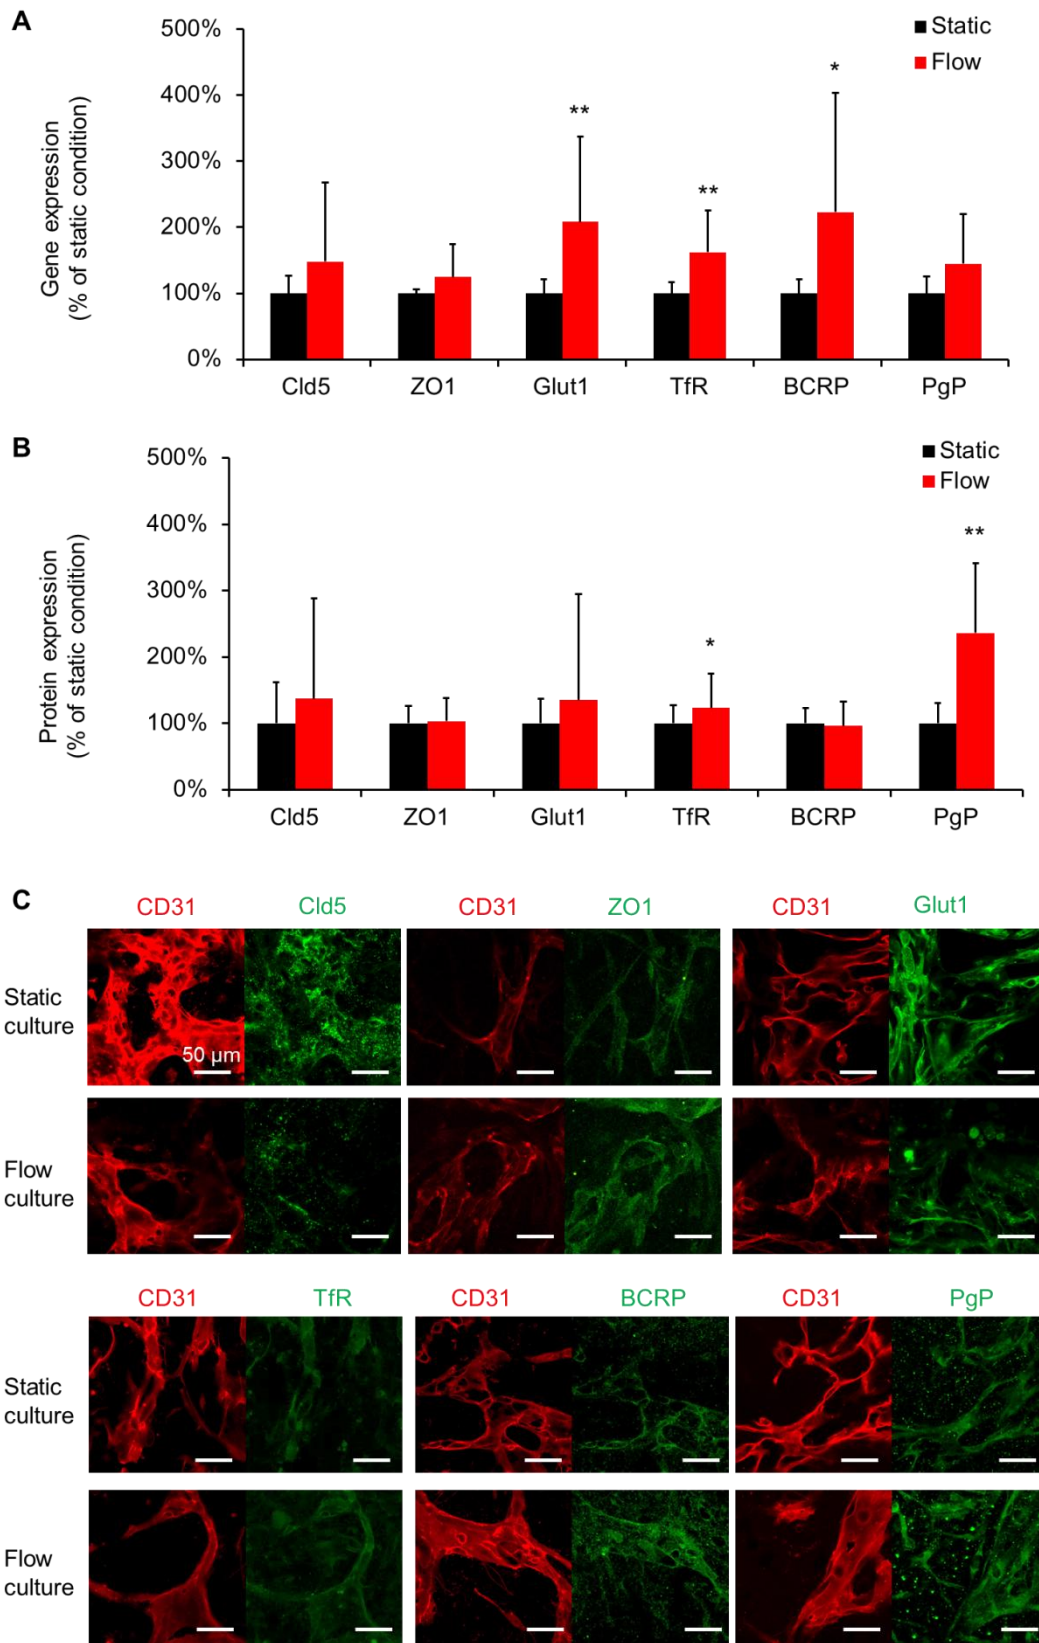 A
500%
400%
300%
200%
100%
0%
Gene expression
(% of static condition)
Static
Flow
**
**
*
Cld5 ZO1 Glut1 TfR BCRP PgP
B
500%
400%
300%
200%
100%
0%
Protein expression
(% of static condition)
Static
Flow
*
**
Cld5 ZO1 Glut1 TfR BCRP PgP
C
CD31 Cld5 CD31 ZO1 CD31 Glut1
Static
culture
50 μm
Flow
culture
CD31 TfR CD31 BCRP CD31 PgP
Static
culture
Flow
culture